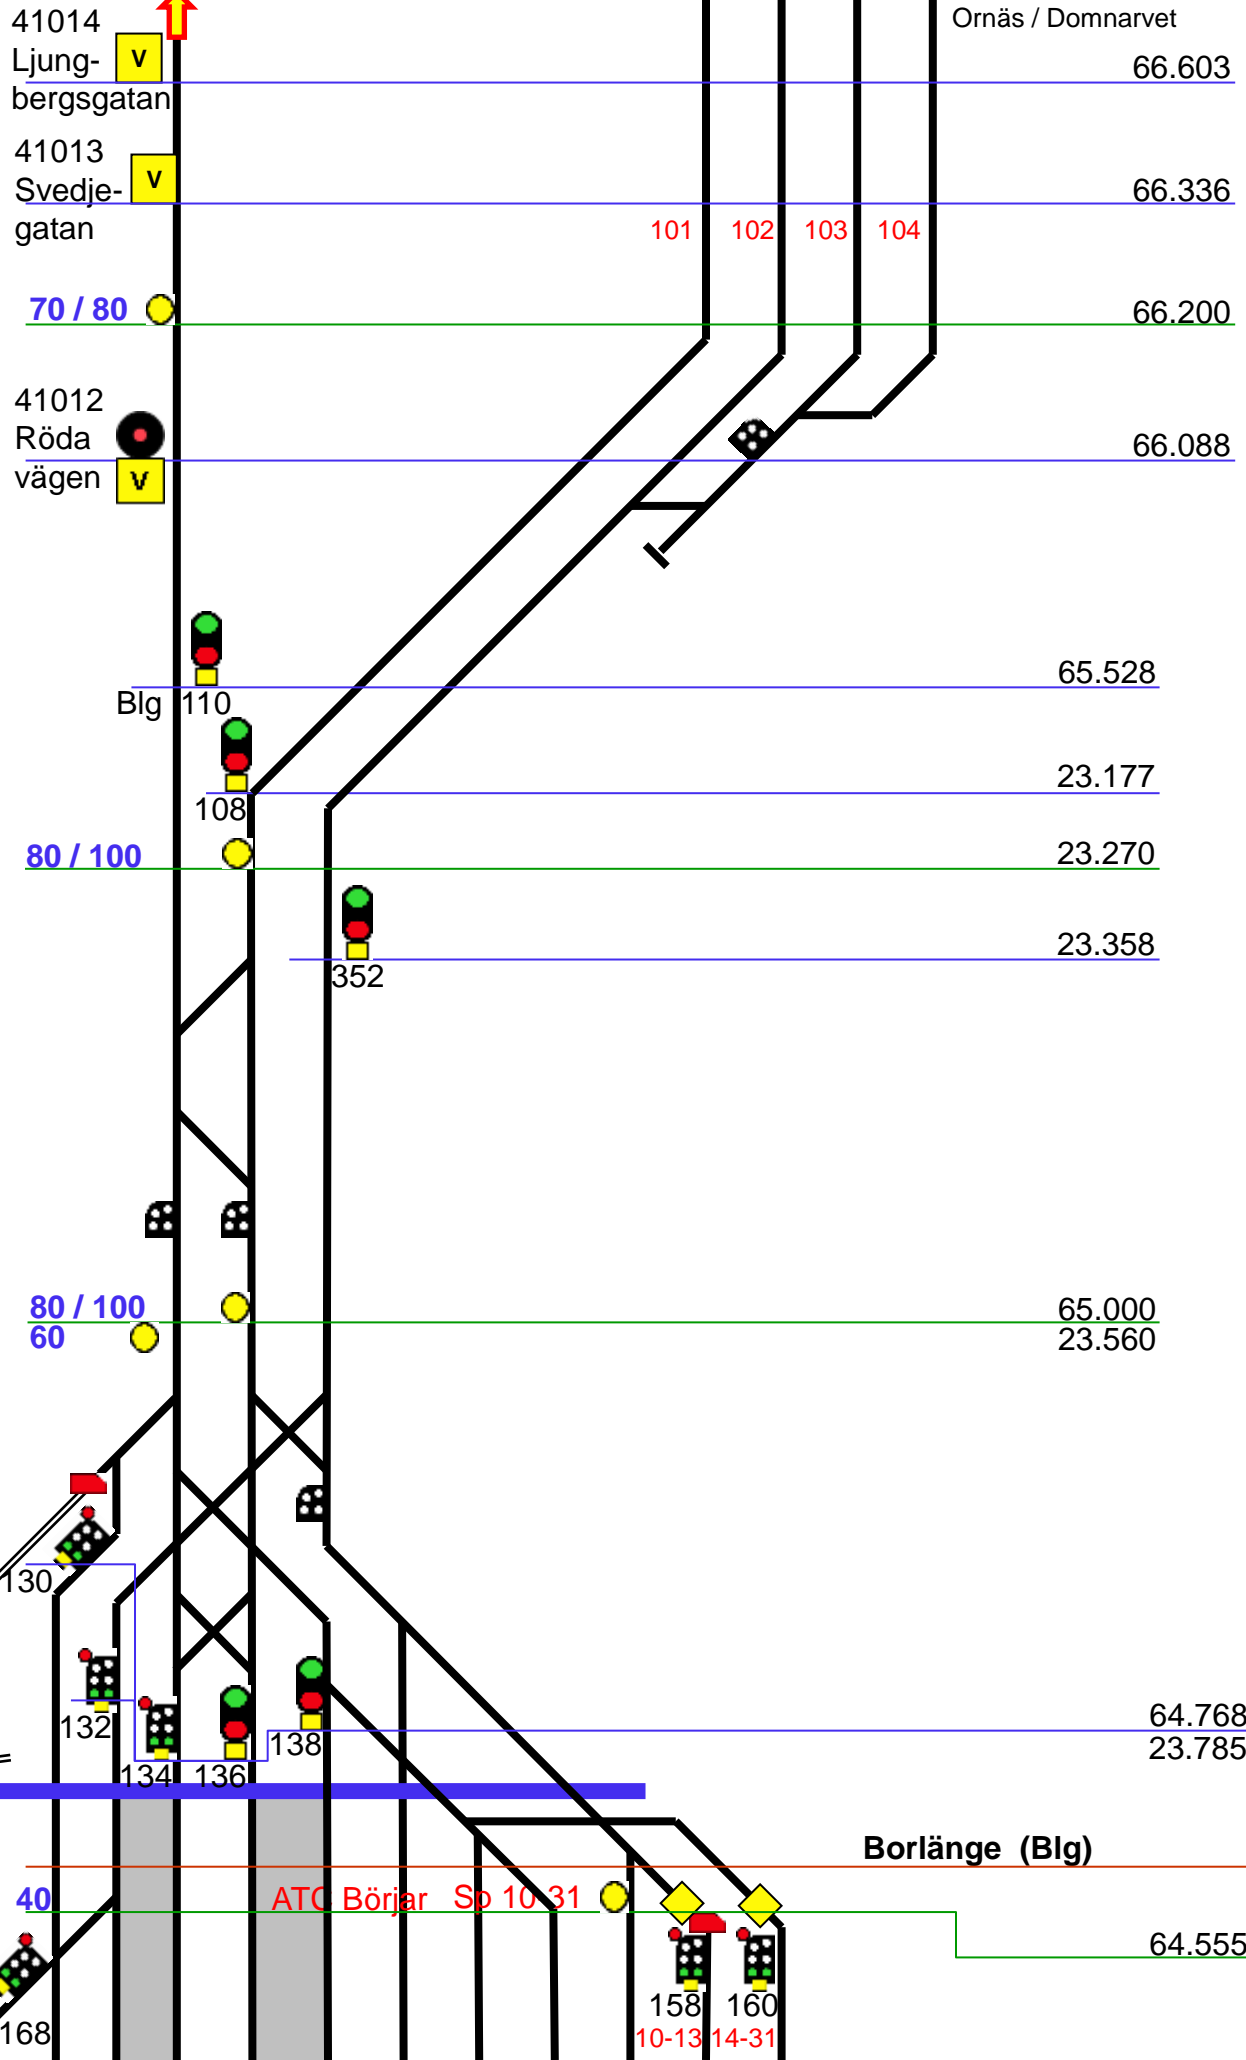 41014
Ornäs / Domnarvet
Ljung-
V
66.603
bergsgatan
41013
V
Svedje-
66.336
gatan
101
102
103
104
70 / 80
66.200
41012
Röda
66.088
vägen
V
65.528
Blg
110
23.177
108
80 / 100
23.270
23.358
352
80 / 100
65.000
60
23.560
130
132
64.768
138
23.785
134
136
Borlänge (Blg)
40
ATC Börjar Sp 10-31
64.555
158
160
168
10-13
14-31